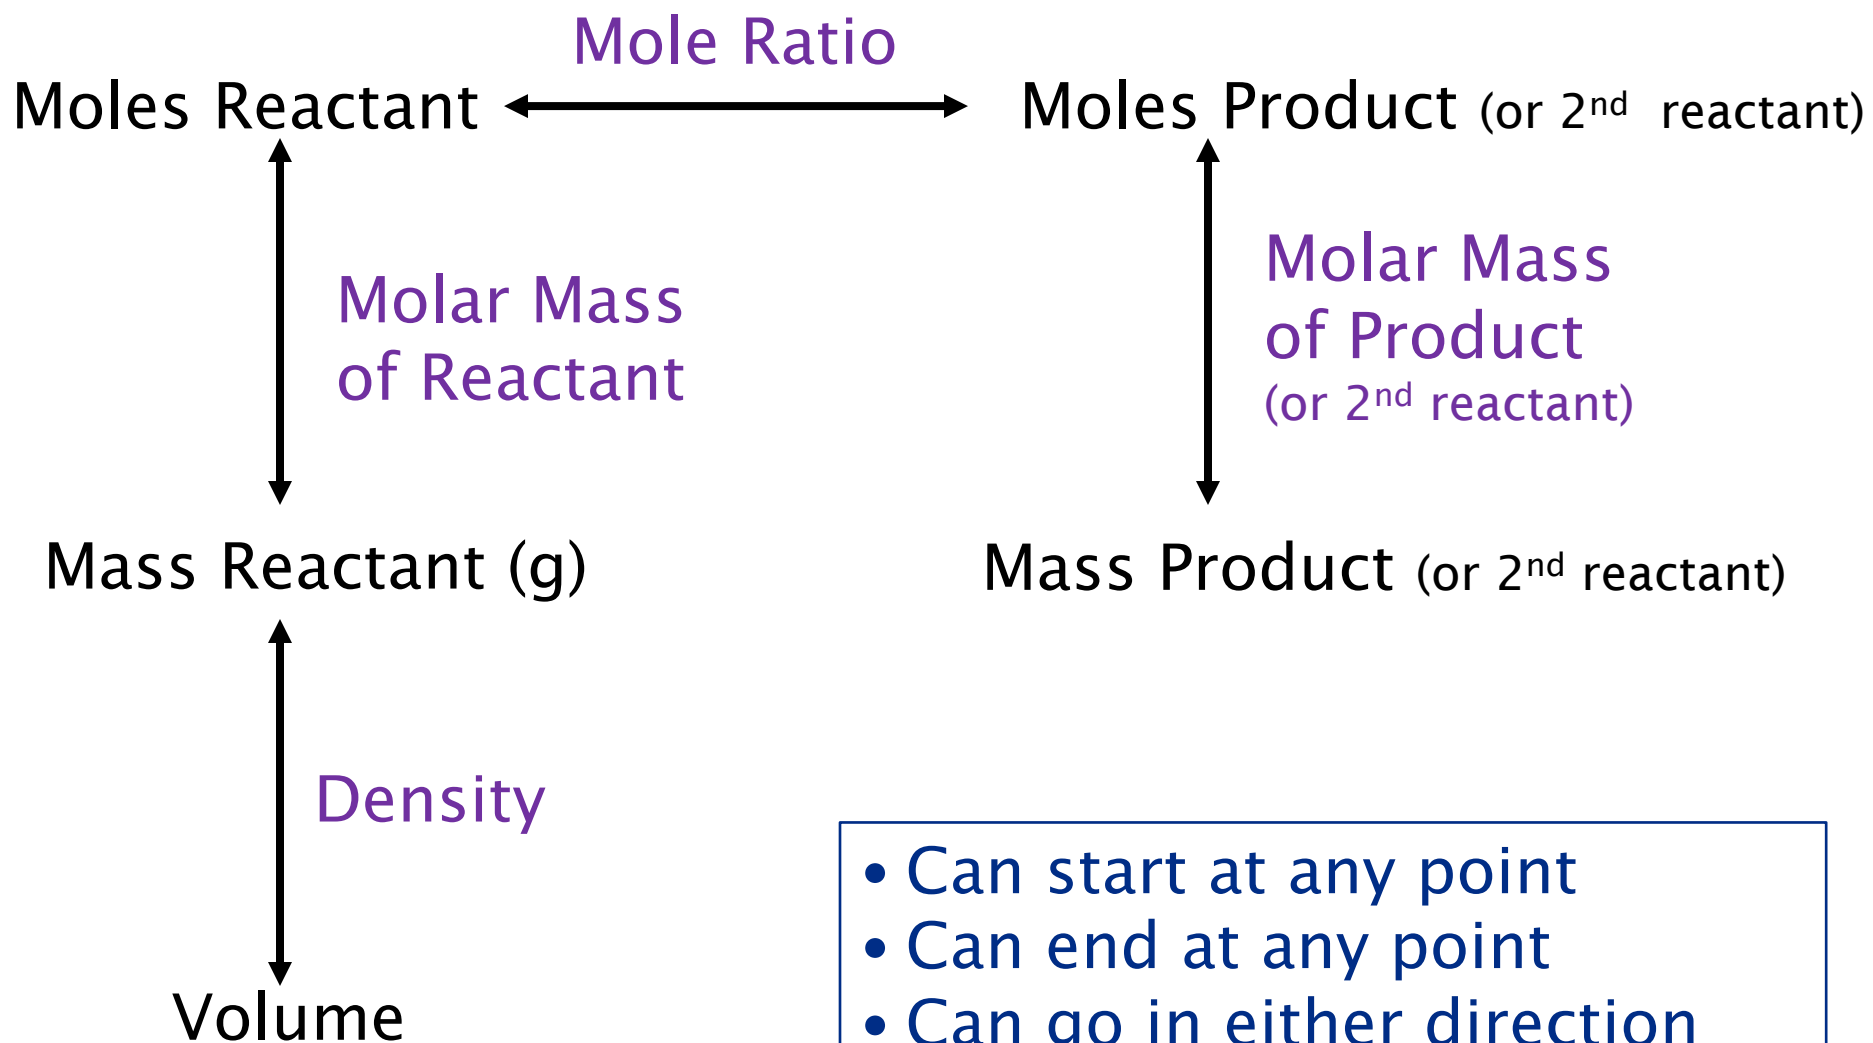 Mole Ratio
Moles Reactant
Moles Product (or 2nd reactant)
Molar Mass
of Reactant
Molar Mass
of Product
(or 2nd reactant)
Mass Reactant (g)
Mass Product (or 2nd reactant)
Density
Volume
• Can start at any point
• Can end at any point
• Can go in either direction